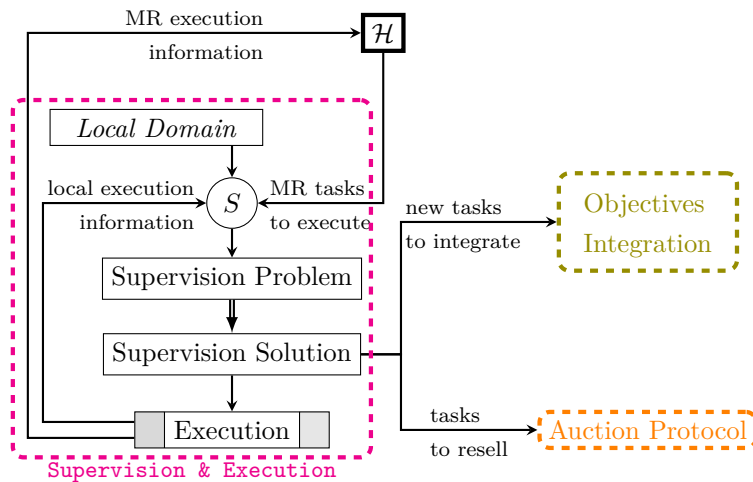 MR execution
information
ℋ
Local Domain
local execution
information
S
MR tasks
to execute
new tasks
to integrate
Objectives
Integration
Supervision Problem
Supervision Solution
Execution
tasks
to resell
Auction Protocol
Supervision & Execution